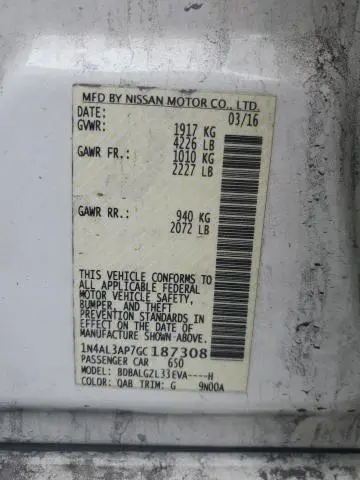 MFD BY NISSAN MOTOR CO., LTD.
DATE: 03/16
GVWR: 1917 KG
4226 LB
GAWR FR.: 1010 KG
2227 LB
GAWR RR.: 940 KG
2072 LB
THIS VEHICLE CONFORMS TO
ALL APPLICABLE FEDERAL
MOTOR VEHICLE SAFETY,
BUMPER, AND THEFT
PREVENTION STANDARDS IN
EFFECT ON THE DATE OF
MANUFACTURE SHOWN ABOVE.
1N4AL3AP7GC187308
PASSENGER CAR 650
MODEL: BDBALGZL33EVA----H
COLOR: QAB TRIM: G 9N00A